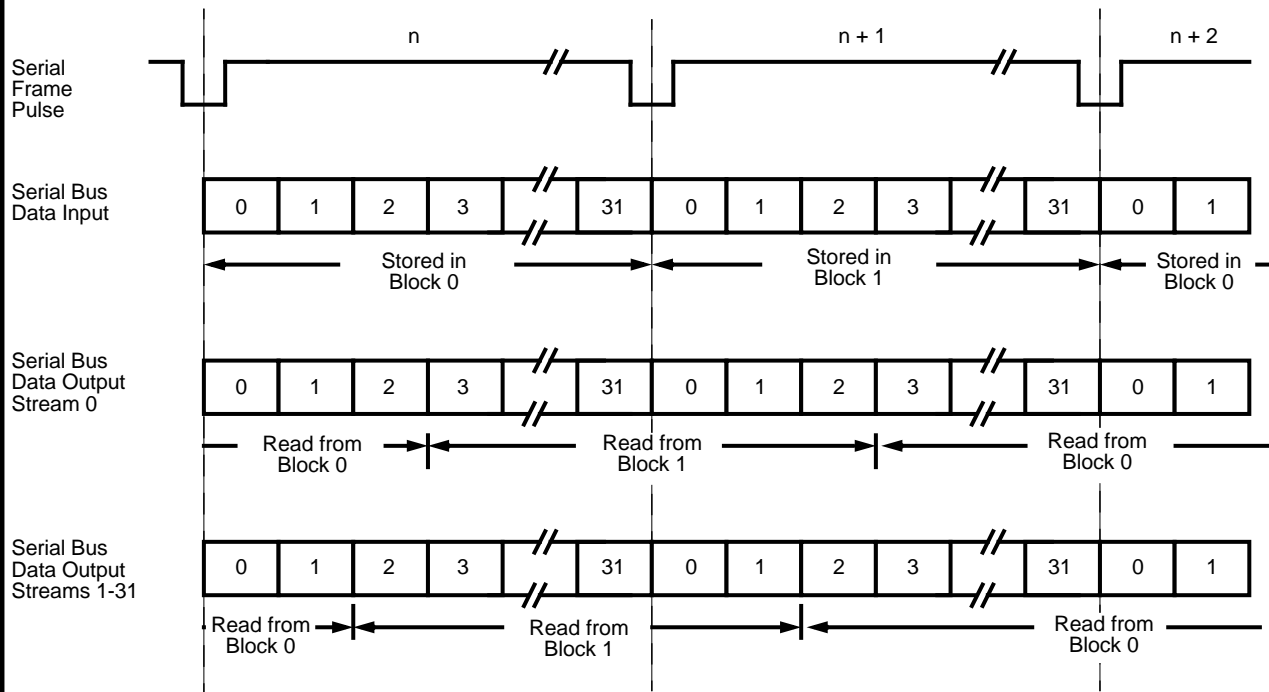 n n + 1 n + 2
Serial
Frame
Pulse
Serial Bus
Data Input
0 1 2 3 31 0 1 2 3 31 0 1
Stored in
Block 0
Stored in
Block 1
Stored in
Block 0
Serial Bus
Data Output
Stream 0
0 1 2 3 31 0 1 2 3 31 0 1
Read from
Block 0
Read from
Block 1
Read from
Block 0
Serial Bus
Data Output
Streams 1-31
0 1 2 3 31 0 1 2 3 31 0 1
Read from
Block 0
Read from
Block 1
Read from
Block 0